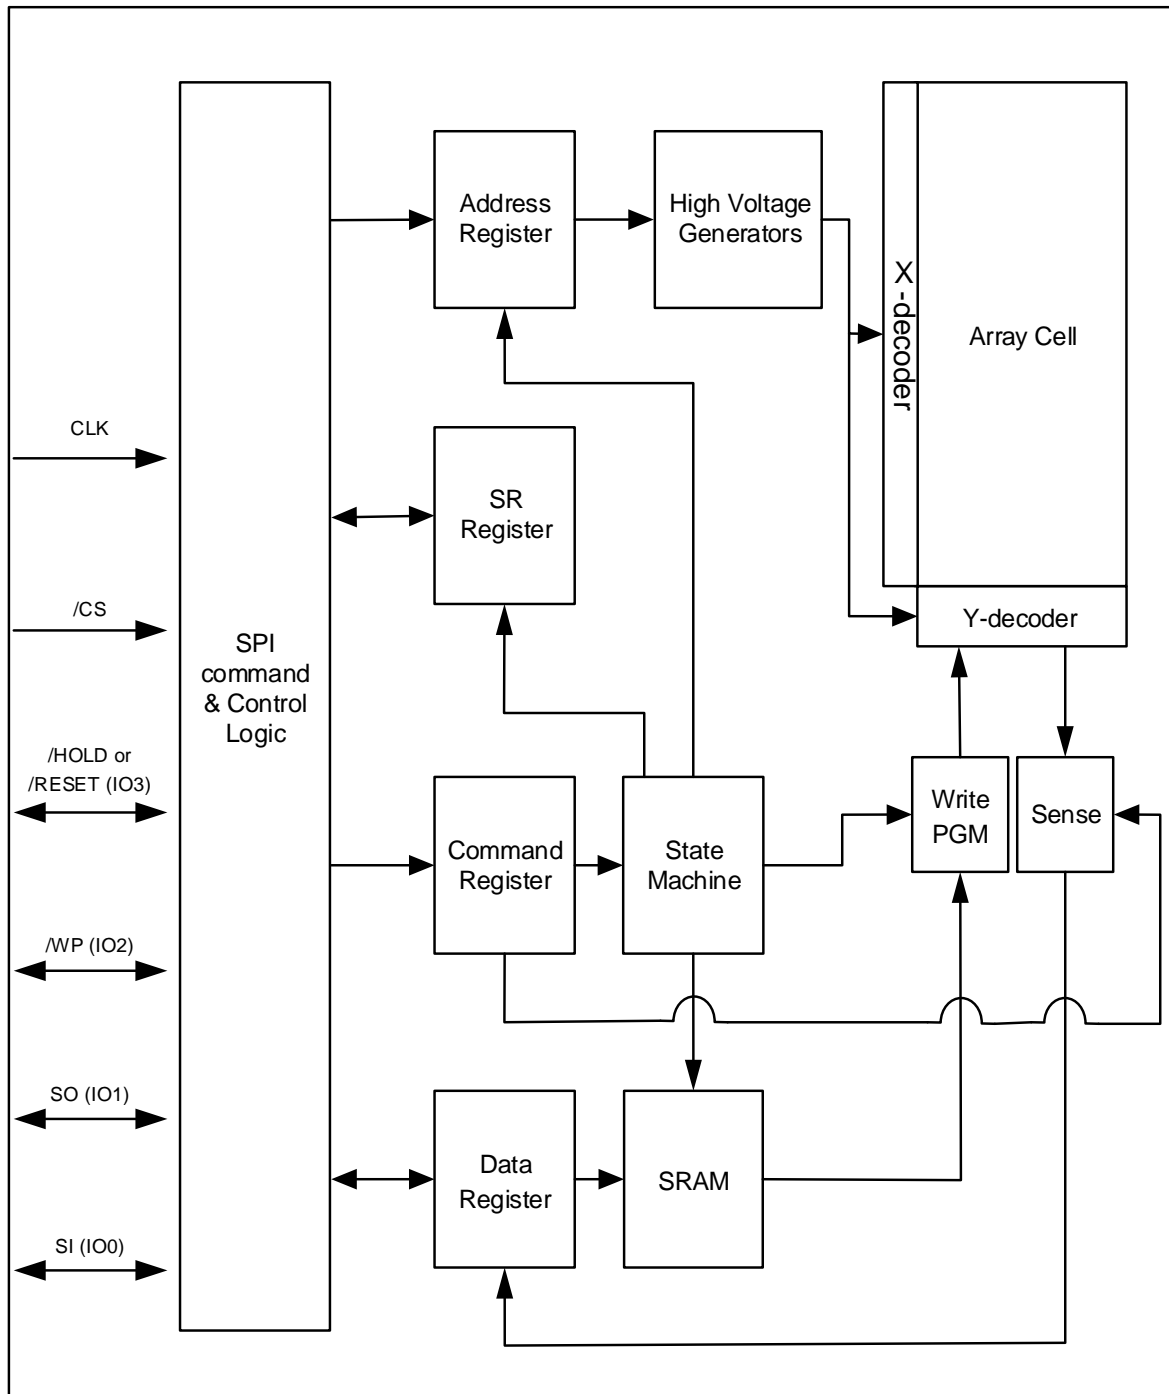 CLK
/CS
/HOLD or
/RESET (IO3)
/WP (IO2)
SO (IO1)
SI (IO0)
SPI
command
& Control
Logic
Address
Register
High Voltage
Generators
X-decoder
Array Cell
SR
Register
Y-decoder
Command
Register
State
Machine
Write
PGM
Sense
Data
Register
SRAM